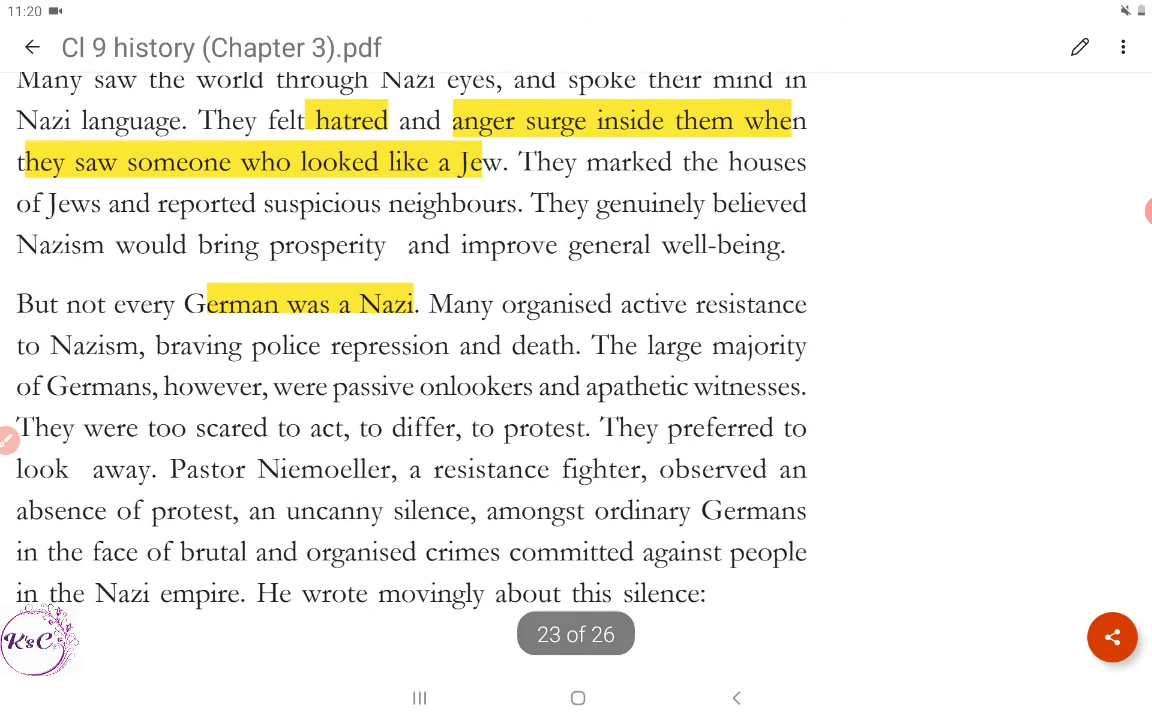 11:20
Cl 9 history (Chapter 3).pdf
Many saw the world through Nazi eyes, and spoke their mind in
Nazi language. They felt hatred and anger surge inside them when
they saw someone who looked like a Jew. They marked the houses
of Jews and reported suspicious neighbours. They genuinely believed
Nazism would bring prosperity and improve general well-being.
But not every German was a Nazi. Many organised active resistance
to Nazism, braving police repression and death. The large majority
of Germans, however, were passive onlookers and apathetic witnesses.
They were too scared to act, to differ, to protest. They preferred to
look away. Pastor Niemoeller, a resistance fighter, observed an
absence of protest, an uncanny silence, amongst ordinary Germans
in the face of brutal and organised crimes committed against people
in the Nazi empire. He wrote movingly about this silence:
K's C
23 of 26